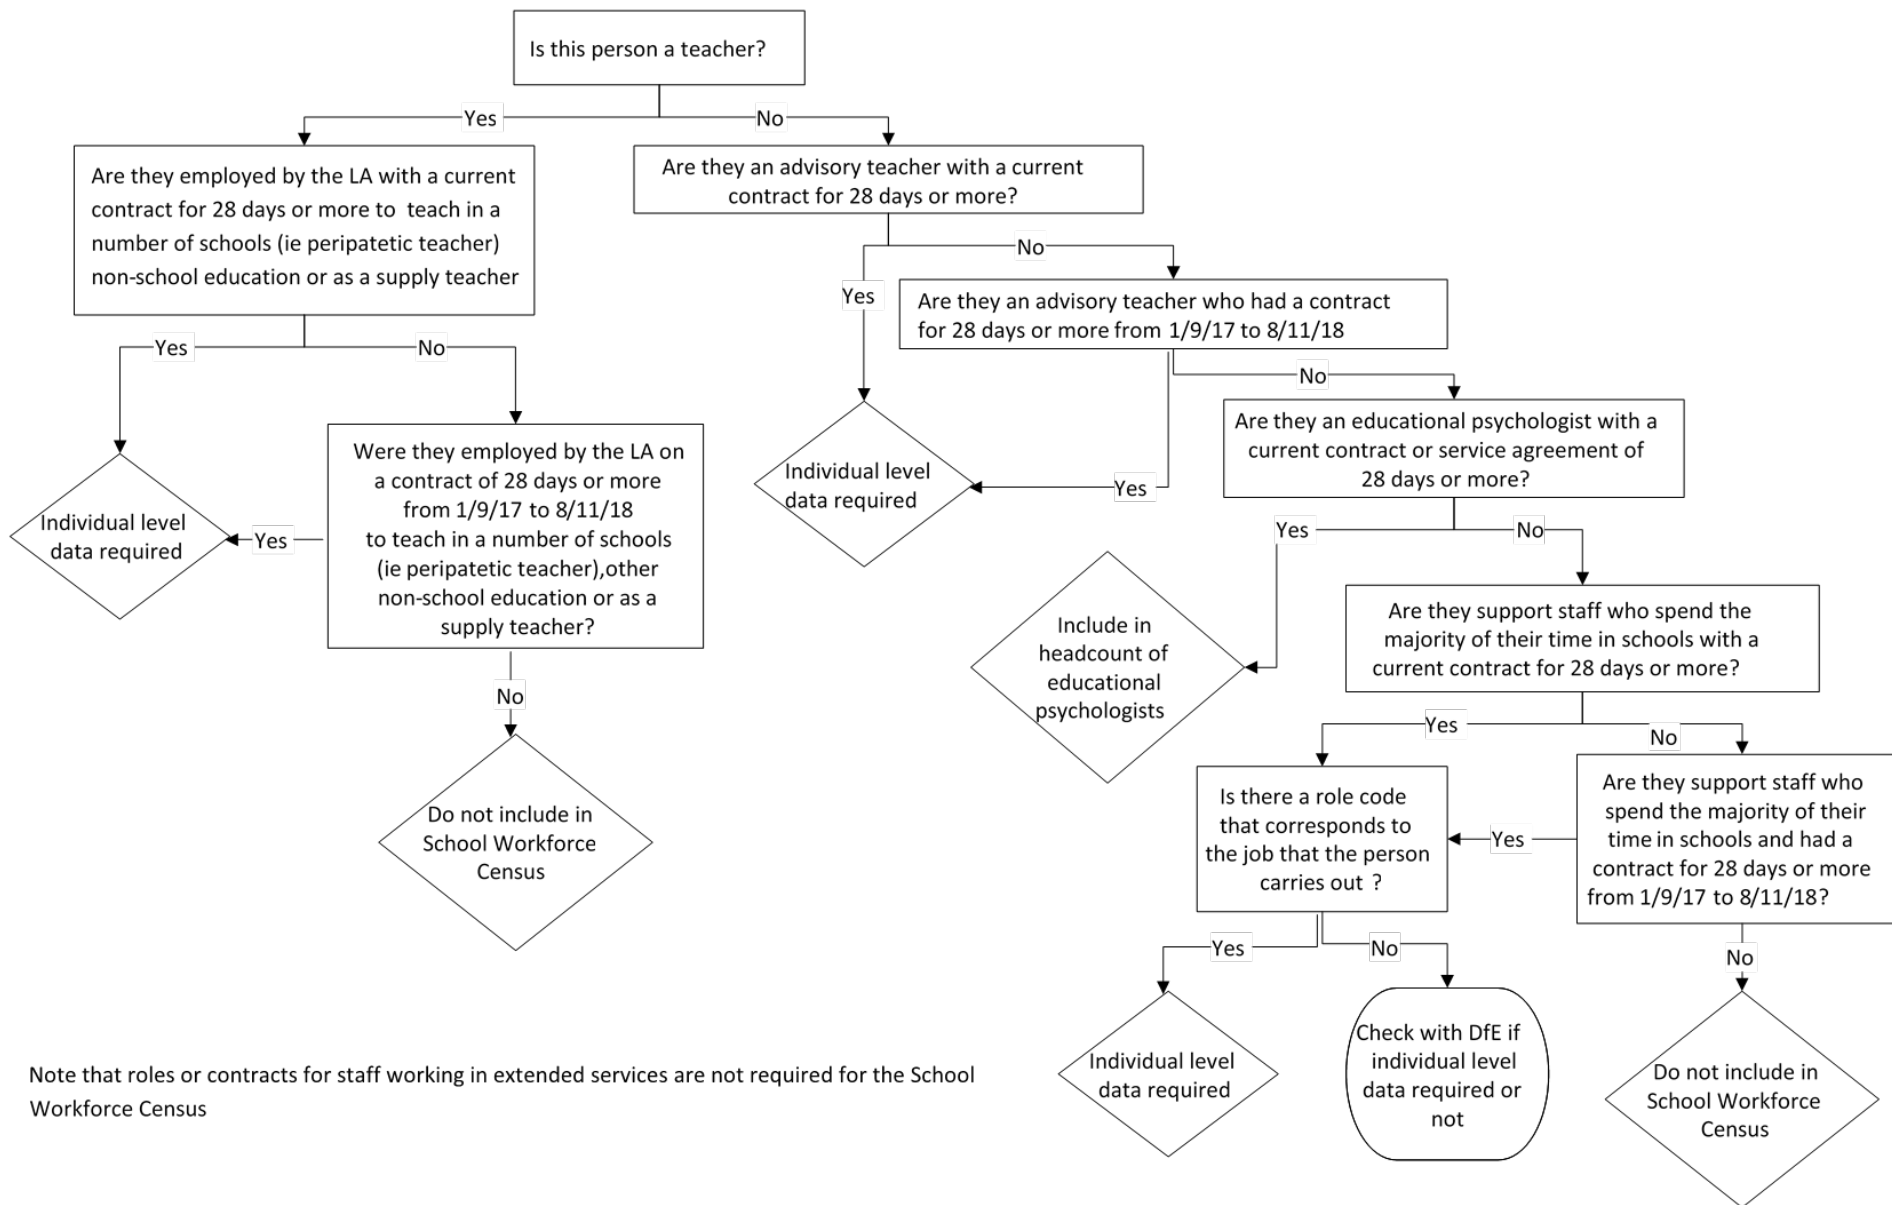 Is this person a teacher?
Yes
No
Are they employed by the LA with a current
contract for 28 days or more to teach in a
number of schools (ie peripatetic teacher)
non-school education or as a supply teacher
Are they an advisory teacher with a current
contract for 28 days or more?
Yes
No
Yes
No
Are they an advisory teacher who had a contract
for 28 days or more from 1/9/17 to 8/11/18
No
Yes
Individual level
data required
Were they employed by the LA on
a contract of 28 days or more
from 1/9/17 to 8/11/18
to teach in a number of schools
(ie peripatetic teacher),other
non-school education or as a
supply teacher?
Yes
No
Do not include in
School Workforce
Census
Individual level
data required
Are they an educational psychologist with a
current contract or service agreement of
28 days or more?
Yes
No
Include in
headcount of
educational
psychologists
Are they support staff who spend the
majority of their time in schools with a
current contract for 28 days or more?
Yes
No
Is there a role code
that corresponds to
the job that the person
carries out ?
Yes
Are they support staff who
spend the majority of their
time in schools and had a
contract for 28 days or more
from 1/9/17 to 8/11/18?
Yes
No
No
Individual level
data required
Check with DfE if
individual level
data required or
not
Do not include in
School Workforce
Census
Note that roles or contracts for staff working in extended services are not required for the School
Workforce Census